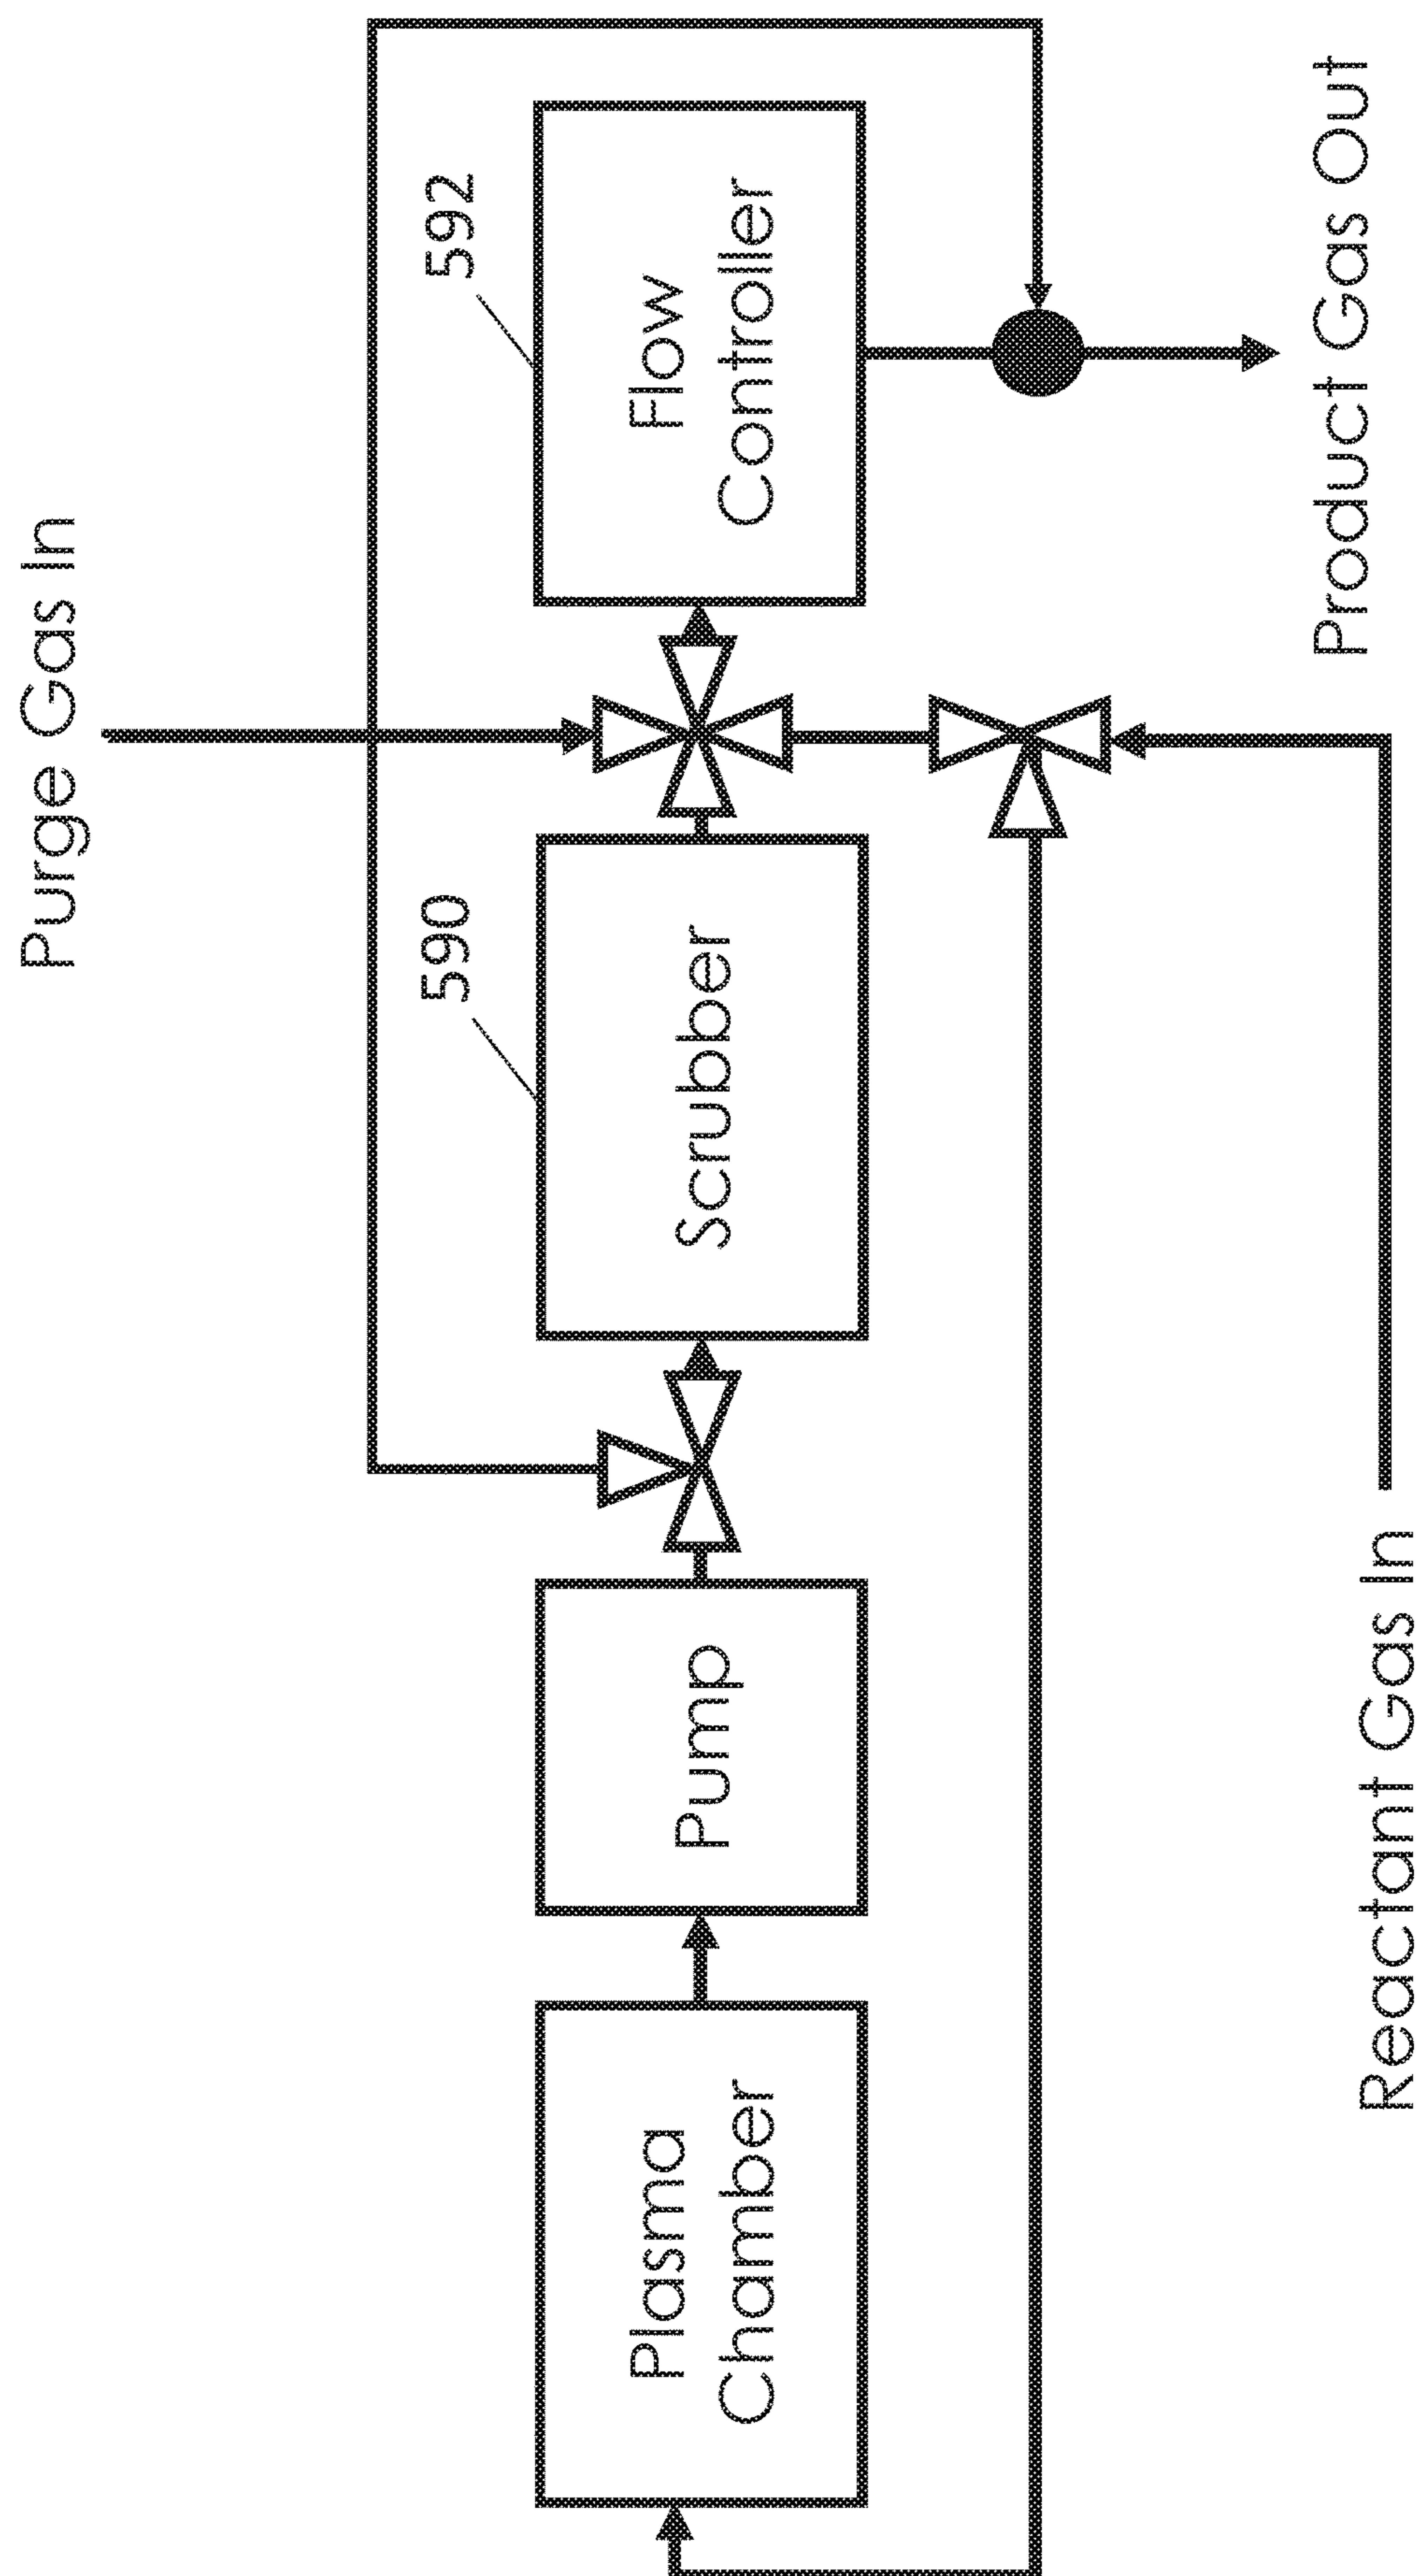 Purge Gas In
590
592
Plasma
Chamber
Pump
Scrubber
Flow
Controller
Product Gas Out
Reactant Gas In